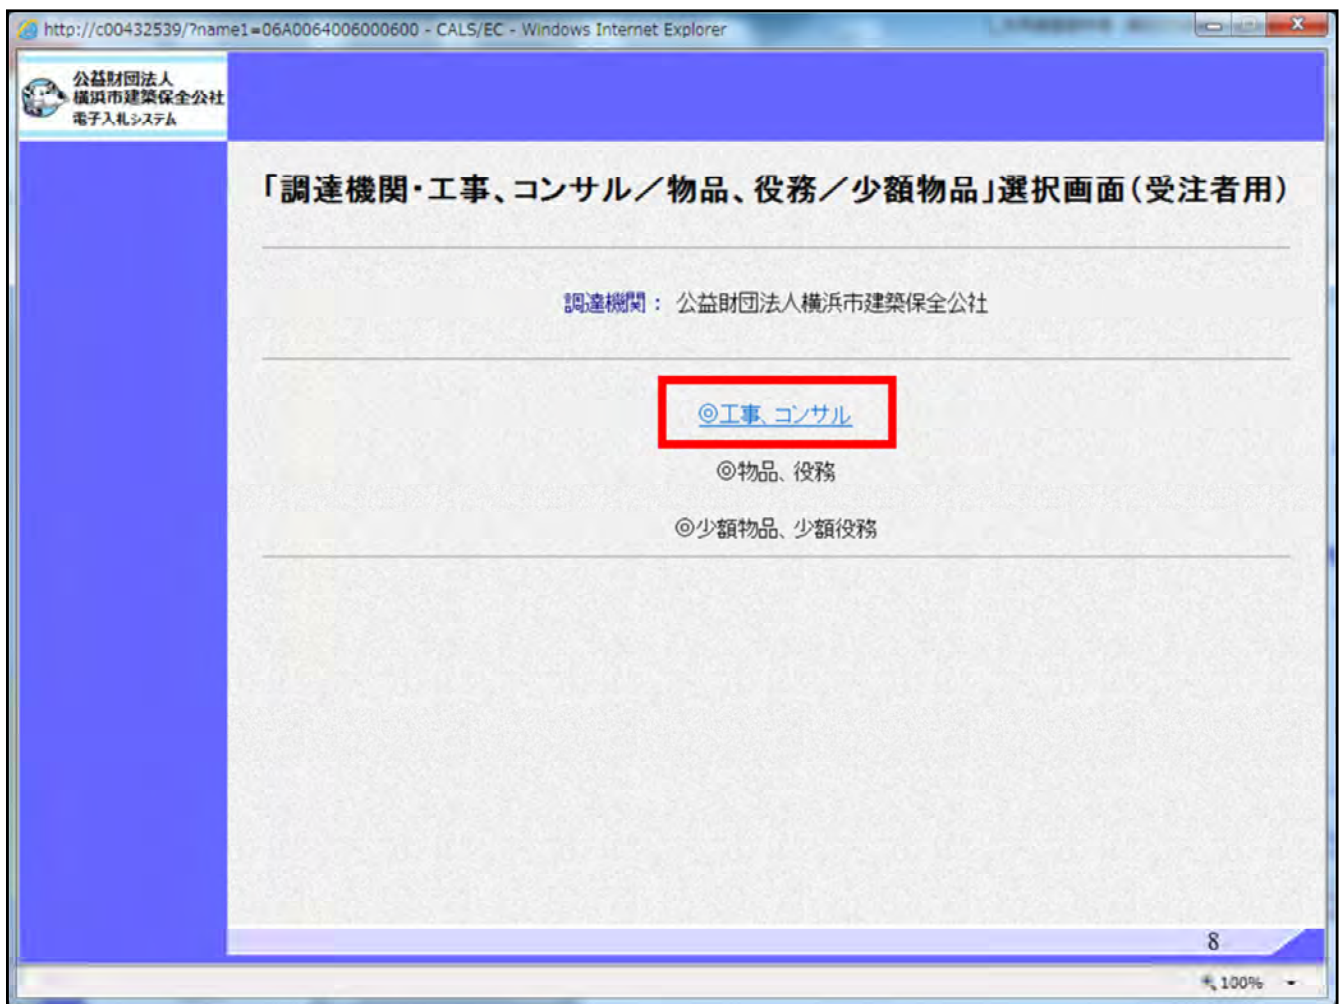 http://c00432539/?name1=06A0064006000600 - CALS/EC - Windows Internet Explorer
公益財団法人
横浜市建築保全公社
電子入札システム
「調達機関・工事、コンサル／物品、役務／少額物品」選択画面（受注者用）
調達機関： 公益財団法人横浜市建築保全公社
◎工事、コンサル
◎物品、役務
◎少額物品、少額役務
8
100%